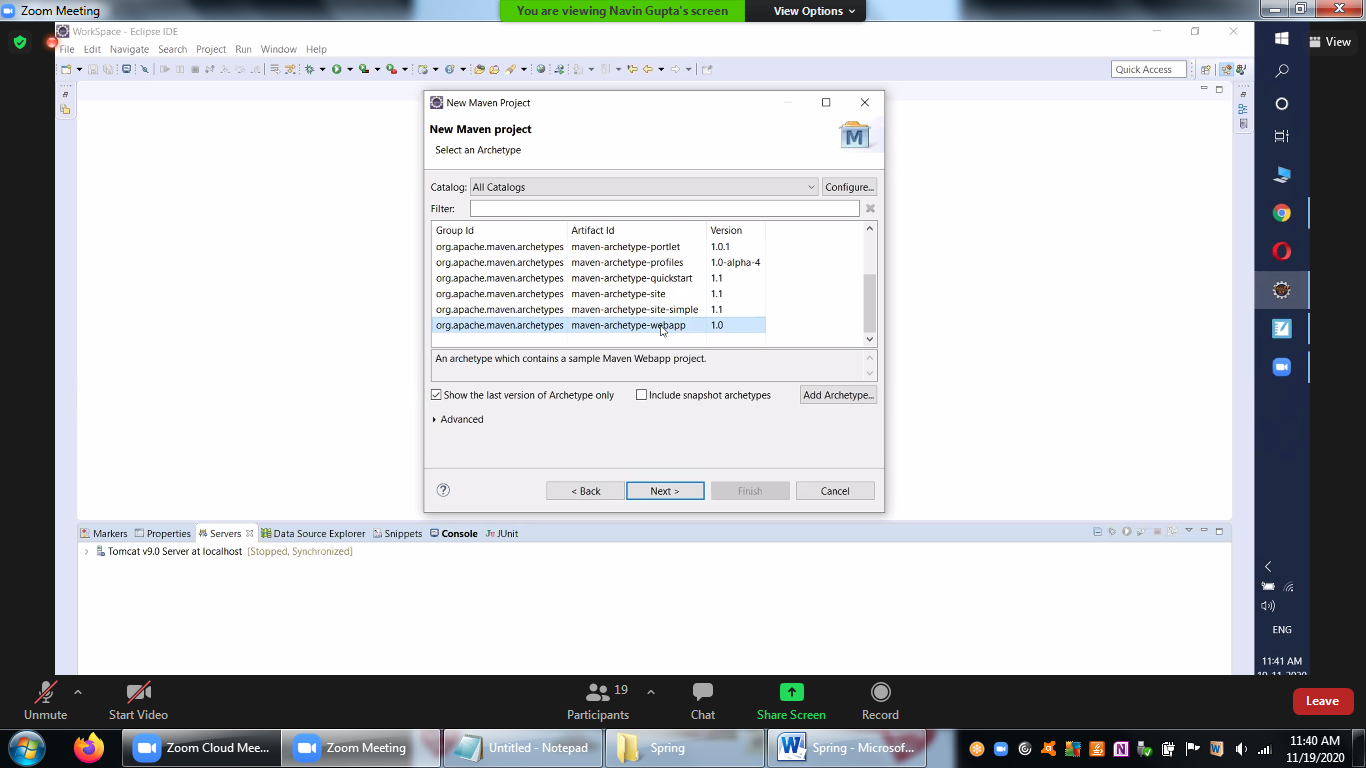 Zoom Meeting
You are viewing Navin Gupta's screen
View Options
WorkSpace - Eclipse IDE
View
File Edit Navigate Search Project Run Window Help
Quick Access
New Maven Project
New Maven project
Select an Archetype
M
Catalog: All Catalogs Configure...
Filter:
Group Id Artifact Id Version
org.apache.maven.archetypes maven-archetype-portlet 1.0.1
org.apache.maven.archetypes maven-archetype-profiles 1.0-alpha-4
org.apache.maven.archetypes maven-archetype-quickstart 1.1
org.apache.maven.archetypes maven-archetype-site 1.1
org.apache.maven.archetypes maven-archetype-site-simple 1.1
org.apache.maven.archetypes maven-archetype-webapp 1.0
An archetype which contains a sample Maven Webapp project.
Show the last version of Archetype only Include snapshot archetypes Add Archetype...
Advanced
< Back Next > Finish Cancel
Markers Properties Servers Data Source Explorer Snippets Console JUnit
Tomcat v9.0 Server at localhost [Stopped, Synchronized]
ENG
11:41 AM
Unmute
Start Video
19
Participants
Chat
Share Screen
Record
Leave
Zoom Cloud Mee...
Zoom Meeting
Untitled - Notepad
Spring
Spring - Microsof...
11:40 AM
11/19/2020